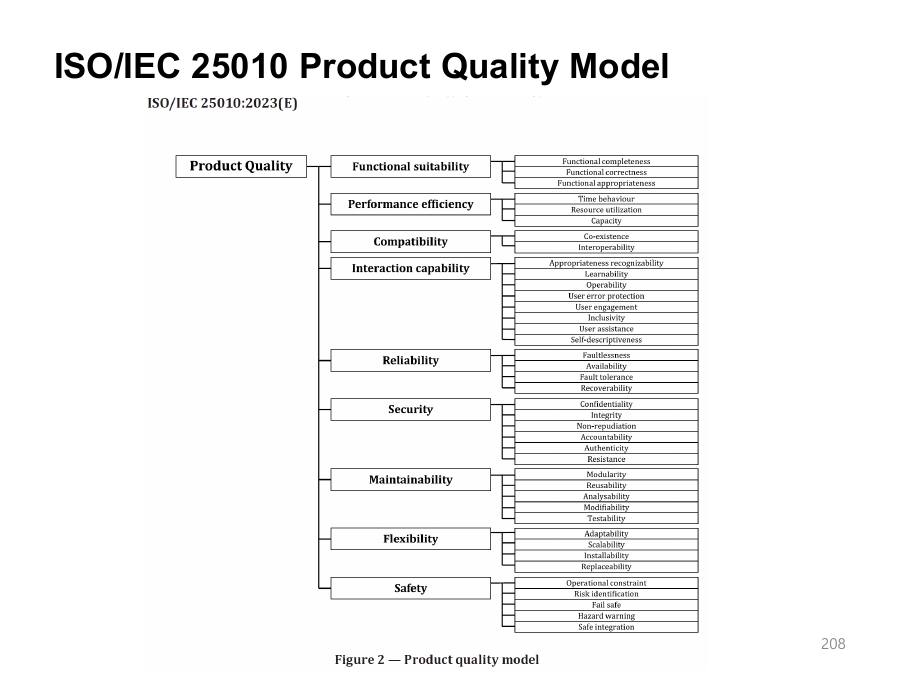 ISO/IEC 25010 Product Quality Model
ISO/IEC 25010:2023(E)
Product Quality
Functional suitability
Functional completeness
Functional correctness
Functional appropriateness
Performance efficiency
Time behaviour
Resource utilization
Capacity
Compatibility
Co-existence
Interoperability
Interaction capability
Appropriateness recognizability
Learnability
Operability
User error protection
User engagement
Inclusivity
User assistance
Self-descriptiveness
Reliability
Faultlessness
Availability
Fault tolerance
Recoverability
Security
Confidentiality
Integrity
Non-repudiation
Accountability
Authenticity
Resistance
Maintainability
Modularity
Reusability
Analysability
Modifiability
Testability
Flexibility
Adaptability
Scalability
Installability
Replaceability
Safety
Operational constraint
Risk identification
Fail safe
Hazard warning
Safe integration
Figure 2 — Product quality model
208